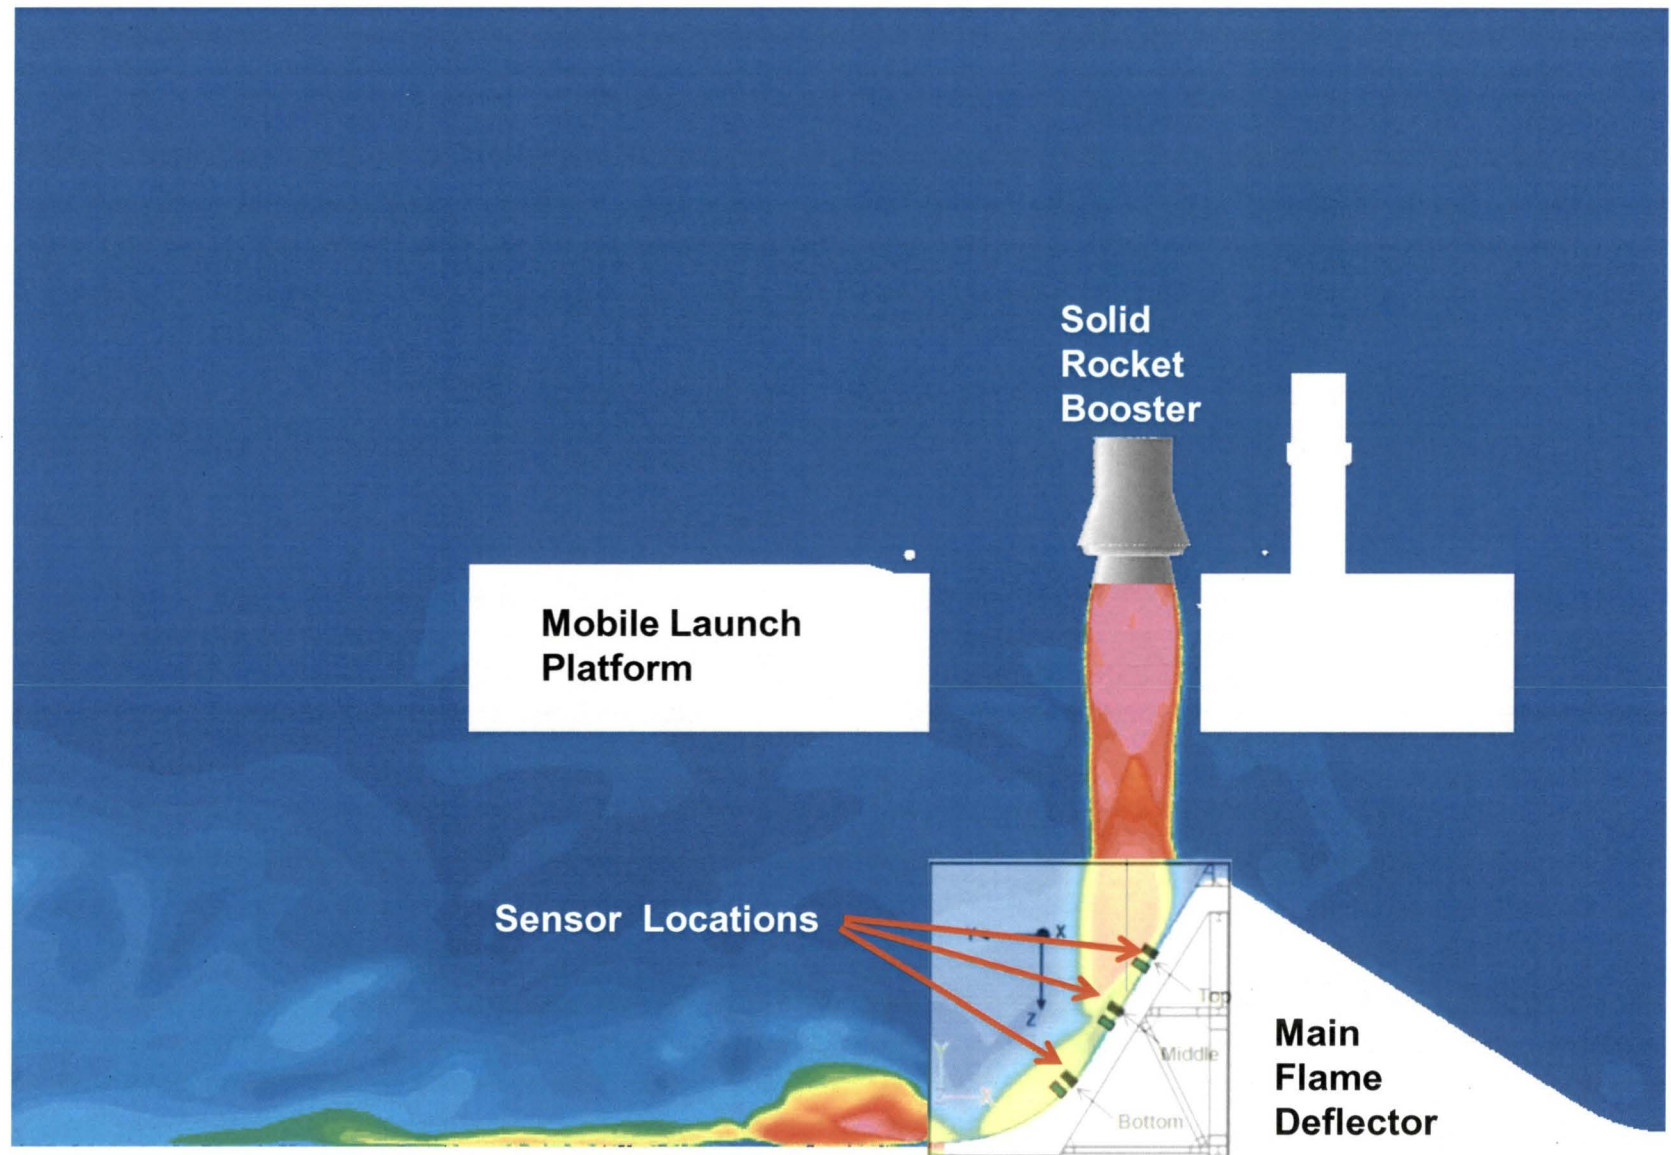 Solid
Rocket
Booster
Mobile Launch
Platform
Sensor Locations
X
Z
Top
Middle
Bottom
Y
Main
Flame
Deflector